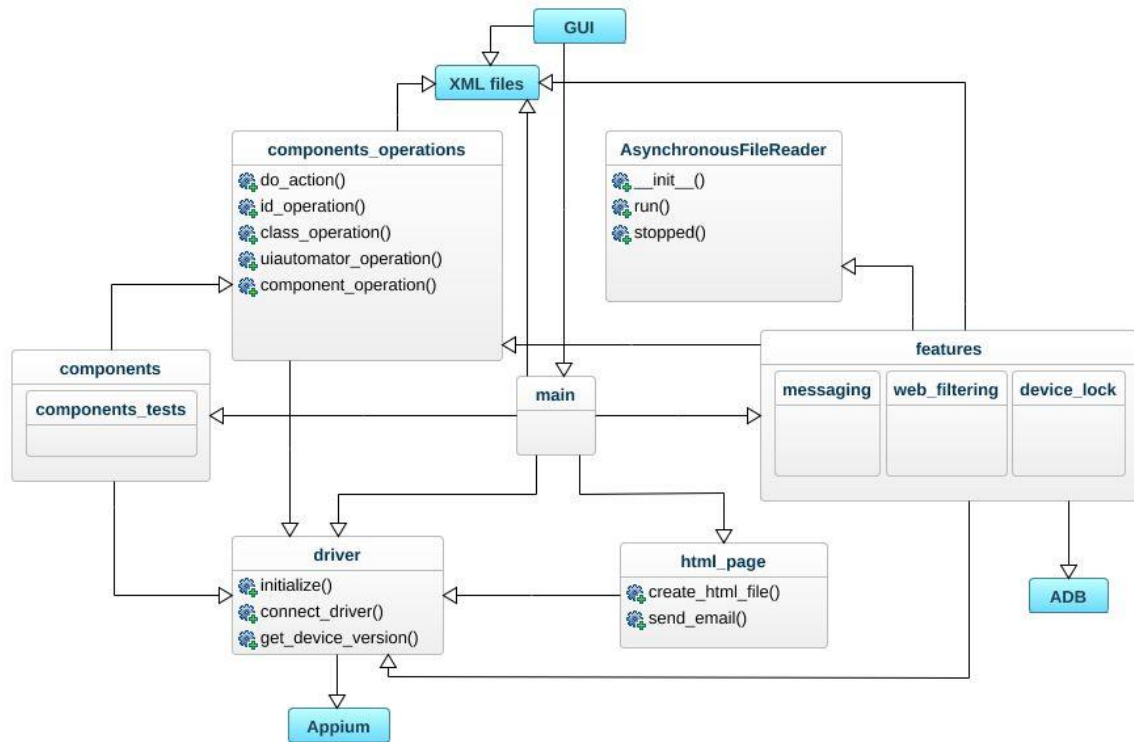 GUI
XML files
components_operations
do_action()
id_operation()
class_operation()
uiautomator_operation()
component_operation()
AsynchronousFileReader
__init__()
run()
stopped()
components
components_tests
main
features
messaging
web_filtering
device_lock
driver
initialize()
connect_driver()
get_device_version()
html_page
create_html_file()
send_email()
ADB
Appium